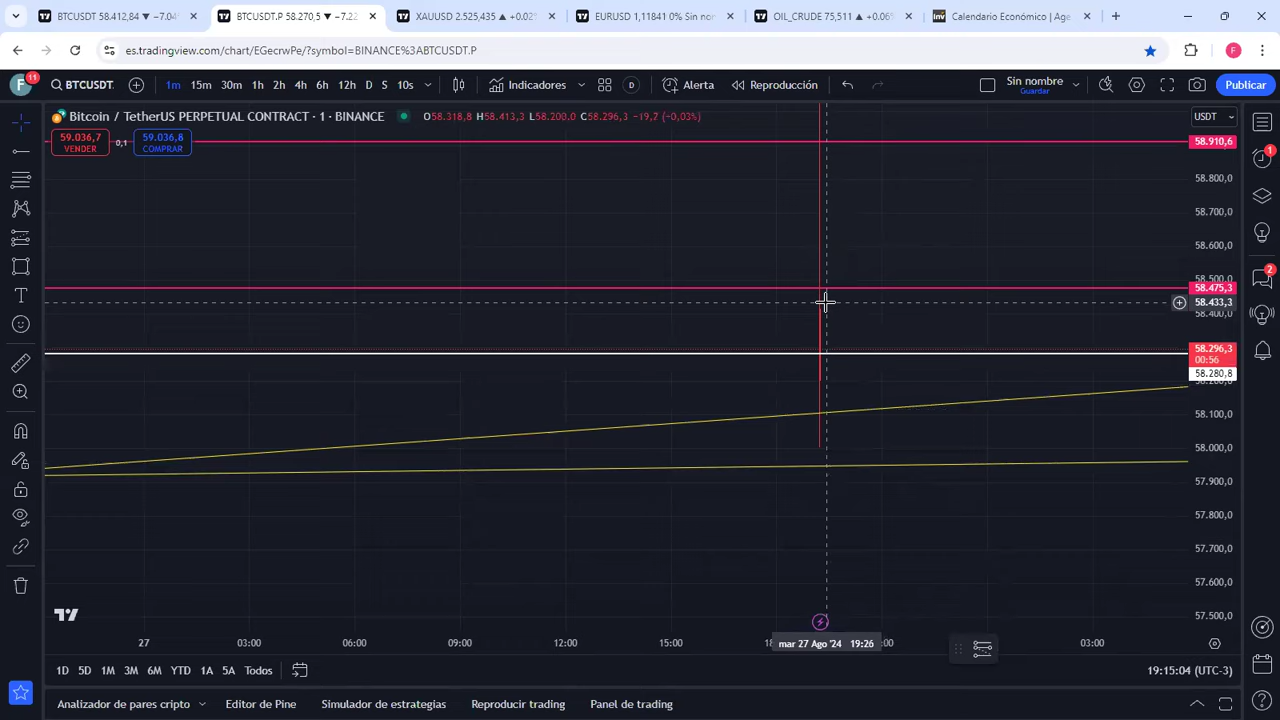 BTCUSDT 58.412,84 ▼ −7.04
BTCUSDT.P 58.270,5 ▼ −7.22
XAUUSD 2.525,435 ▲ +0.02
EURUSD 1,11841 0% Sin nom
OIL_CRUDE 75,511 ▲ +0.06
Calendario Económico | Age
es.tradingview.com/chart/EGecrwPe/?symbol=BINANCE%3ABTCUSDT.P
F
F 11 BTCUSDT. 1m 15m 30m 1h 2h 4h 6h 12h D S 10s Indicadores D Alerta Reproducción Sin nombre Publicar
Guardar
Bitcoin / TetherUS PERPETUAL CONTRACT · 1 · BINANCE O58.318,8 H58.413,3 L58.200,0 C58.296,3 −19,7 (−0,03%) USDT
59.036,7 0,1 59.036,8
VENDER COMPRAR
58.910,6
58.800,0
58.700,0
58.600,0
58.500,0
58.475,3
58.433,3
58.400,0
58.296,3
00:56
58.280,8
58.200,0
58.100,0
58.000,0
57.900,0
57.800,0
57.700,0
57.600,0
57.500,0
1
2
27 03:00 06:00 09:00 12:00 15:00 mar 27 Ago '24 19:26 03:00
1D 5D 1M 3M 6M YTD 1A 5A Todos 19:15:04 (UTC-3)
Analizador de pares cripto Editor de Pine Simulador de estrategias Reproducir trading Panel de trading